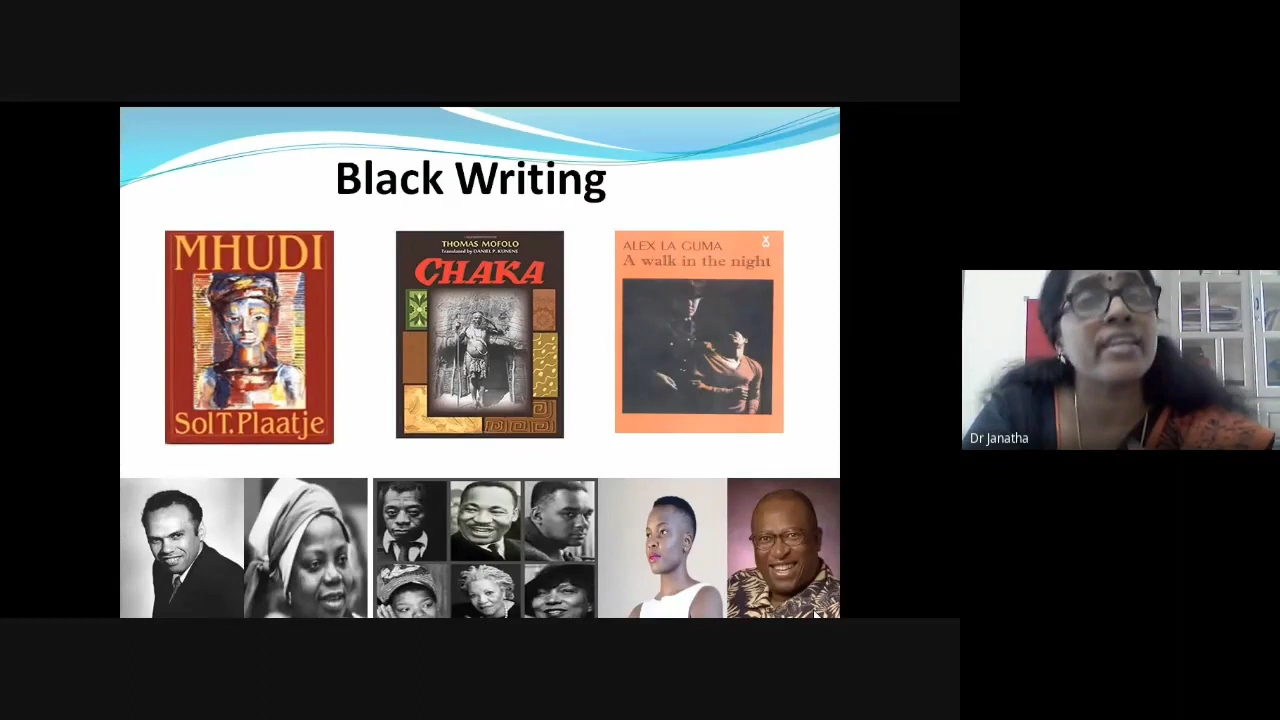 Black Writing
MHUDI
Sol T. Plaatje
THOMAS MOFOLO
Translated by DANIEL P. KUNENE
CHAKA
ALEX LA GUMA
A walk in the night
Dr Janatha